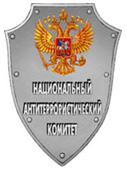 НАЦИОНАЛЬНЫЙ
АНТИТЕРРОРИСТИЧЕСКИЙ
КОМИТЕТ